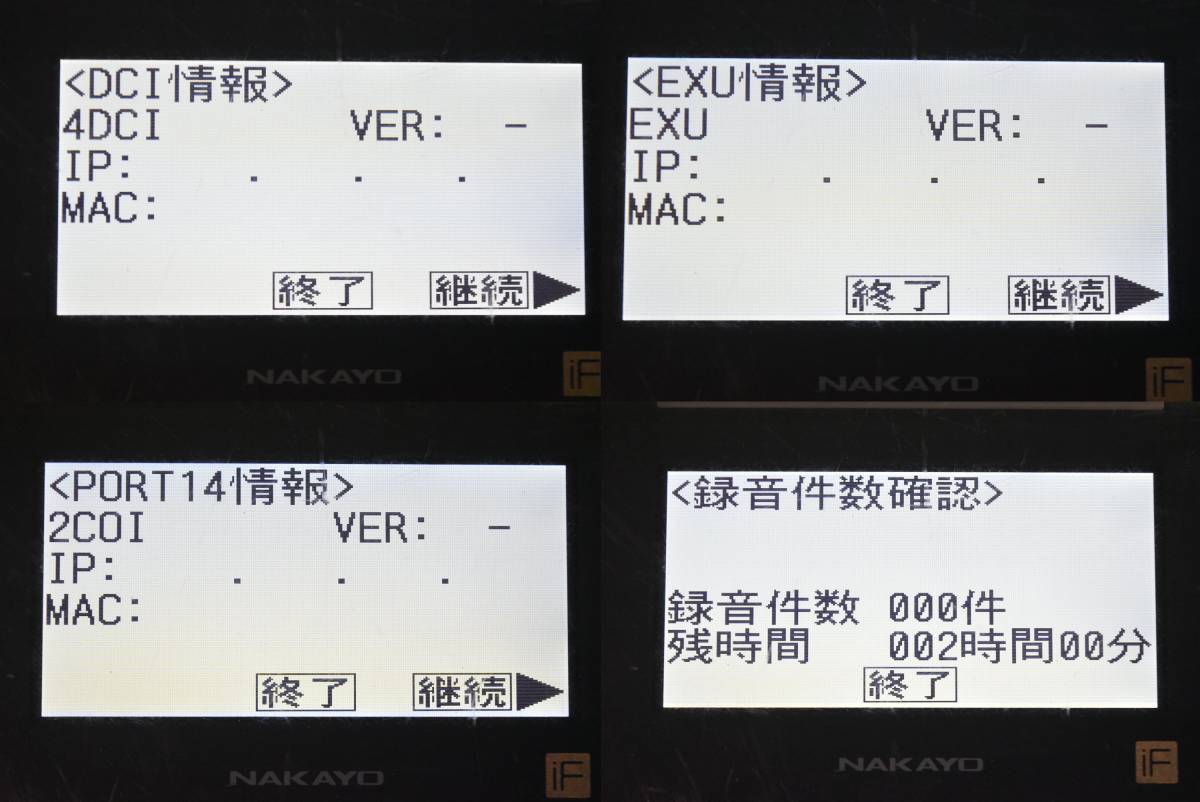 <DCI情報>
4DCI VER: -
IP: . . .
MAC:
終了 継続
NAKAYO
iF
<EXU情報>
EXU VER: -
IP: . . .
MAC:
終了 継続
NAKAYO
iF
<PORT14情報>
2COI VER: -
IP: . . .
MAC:
終了 継続
NAKAYO
iF
<録音件数確認>
録音件数 000件
残時間 002時間00分
終了
NAKAYO
iF